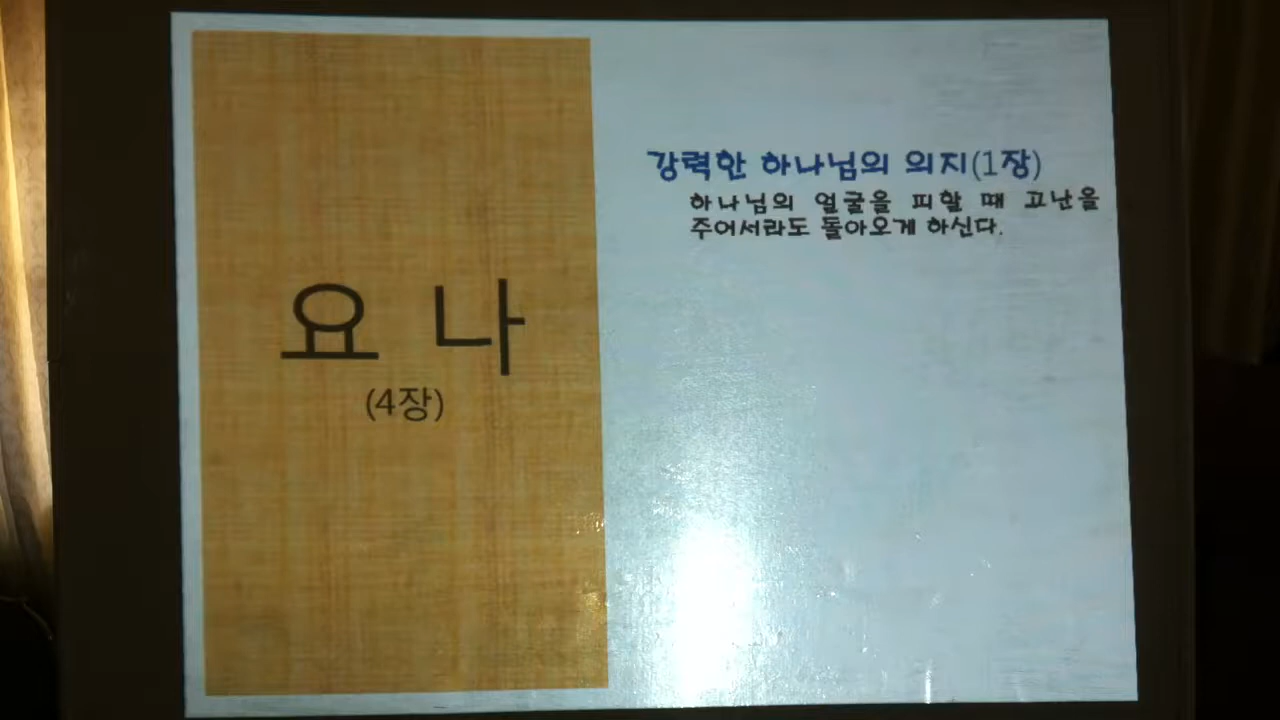 요 나
(4장)
강력한 하나님의 의지(1장)
하나님의 얼굴을 피할 때 고난을
주어서라도 돌아오게 하신다.